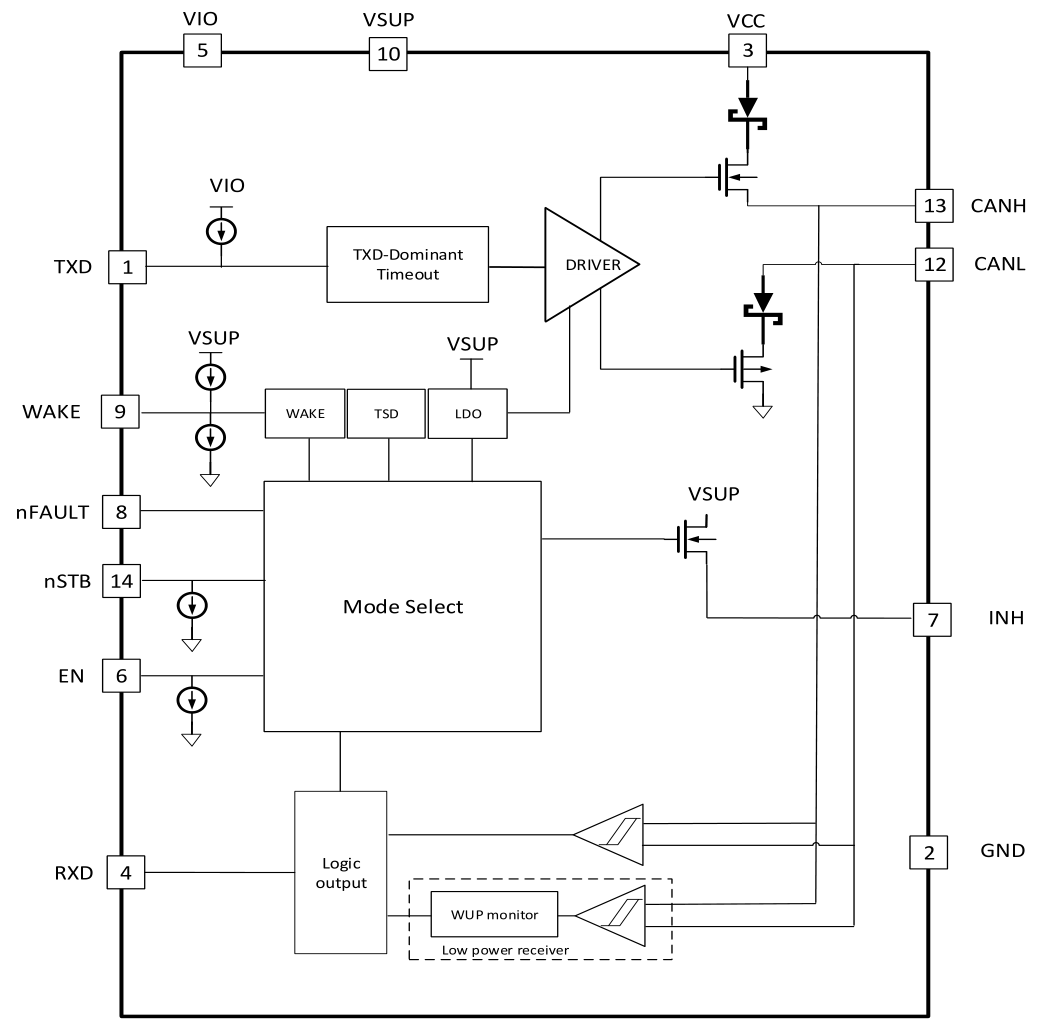 VIO
VSUP
VCC
5
10
3
VIO
13
CANH
TXD
1
TXD-Dominant
Timeout
DRIVER
12
CANL
VSUP
VSUP
WAKE
9
WAKE
TSD
LDO
nFAULT
8
VSUP
nSTB
14
Mode Select
7
INH
EN
6
2
GND
RXD
4
Logic
output
WUP monitor
Low power receiver